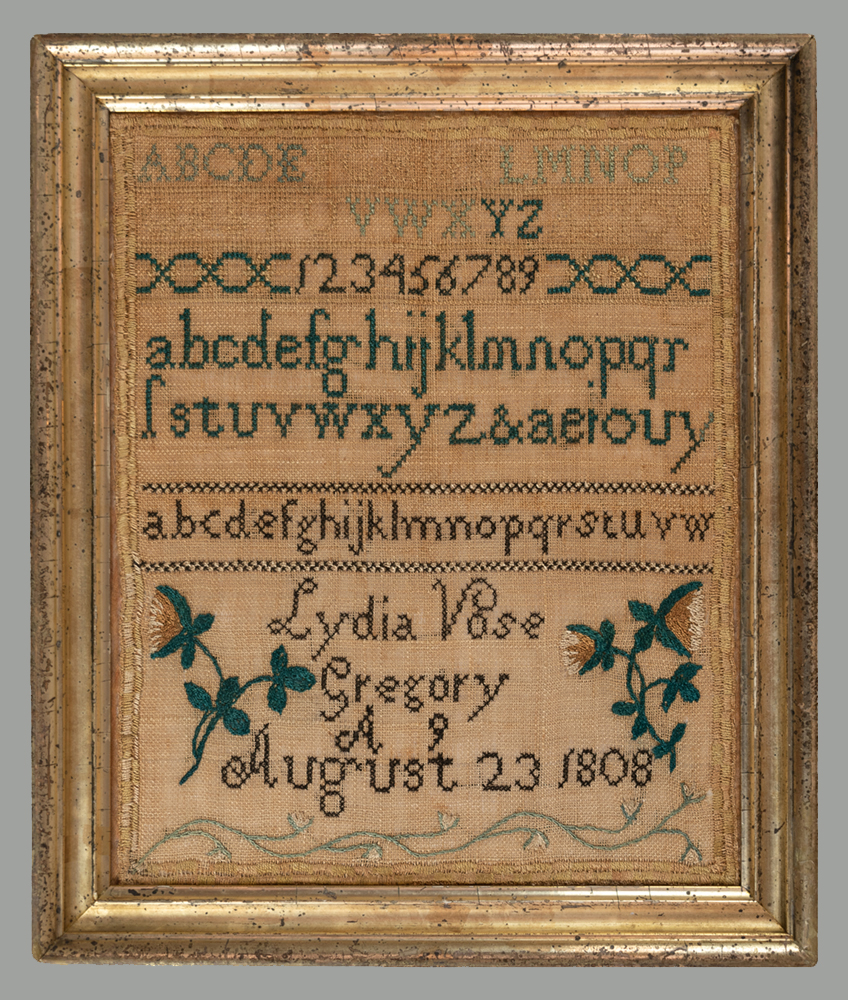 ABCDE LMNOP
VWXYZ
123456789
abcdefghijklmnopqr
ſstuvwxyz&aeiouy
abcdefghijklmnopqrstuvw
Lydia Vose
Gregory
A 9
August 23 1808